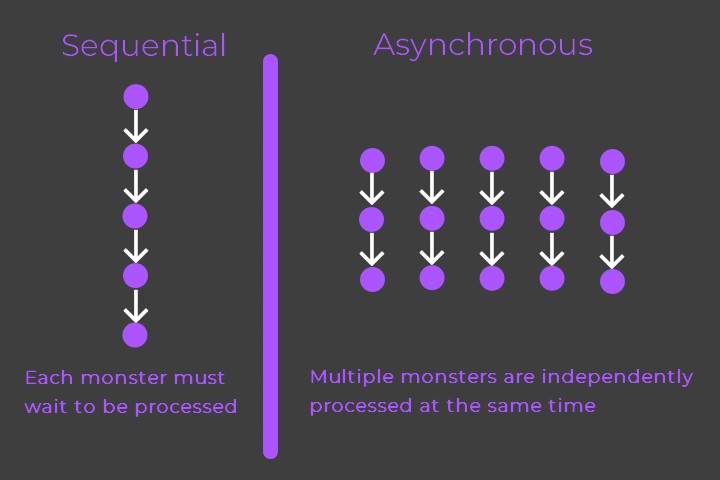 Sequential
Asynchronous
Each monster must
wait to be processed
Multiple monsters are independently
processed at the same time